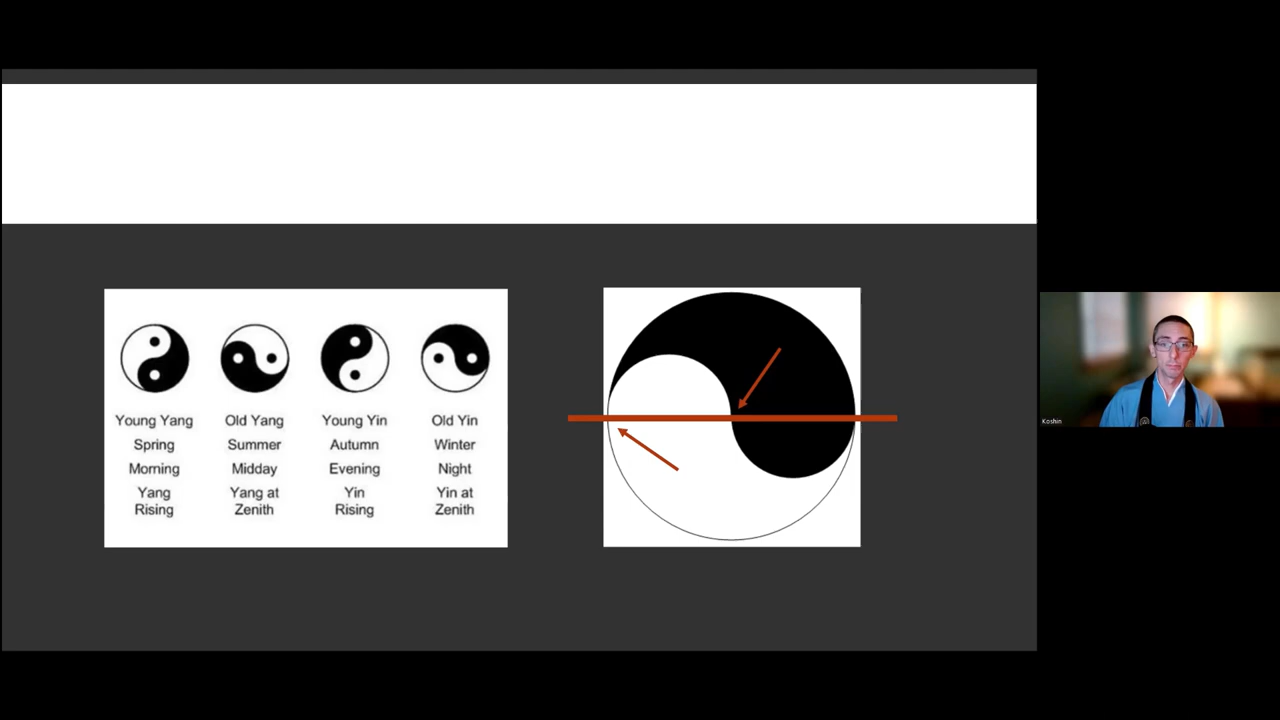 Young Yang
Old Yang
Young Yin
Old Yin
Spring
Summer
Autumn
Winter
Morning
Midday
Evening
Night
Yang
Rising
Yang at
Zenith
Yin
Rising
Yin at
Zenith
Koshin